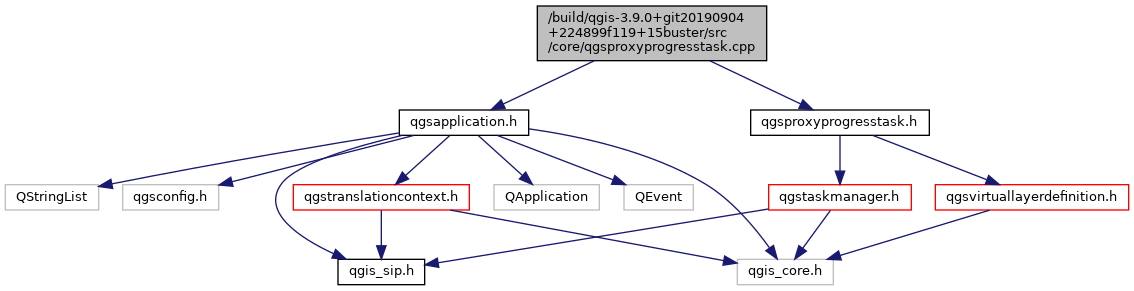 /build/qgis-3.9.0+git20190904
+224899f119+15buster/src
/core/qgsproxyprogresstask.cpp
qgsapplication.h
qgsproxyprogresstask.h
QStringList
qgsconfig.h
qgstranslationcontext.h
QApplication
QEvent
qgstaskmanager.h
qgsvirtuallayerdefinition.h
qgis_sip.h
qgis_core.h